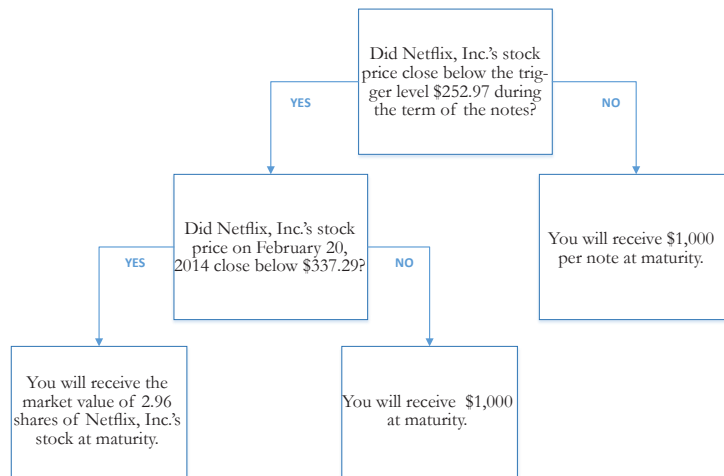 Did Netflix, Inc.'s stock
price close below the trig-
ger level $252.97 during
the term of the notes?
YES
NO
Did Netflix, Inc.'s stock
price on February 20,
2014 close below $337.29?
You will receive $1,000
per note at maturity.
YES
NO
You will receive the
market value of 2.96
shares of Netflix, Inc.'s
stock at maturity.
You will receive $1,000
at maturity.